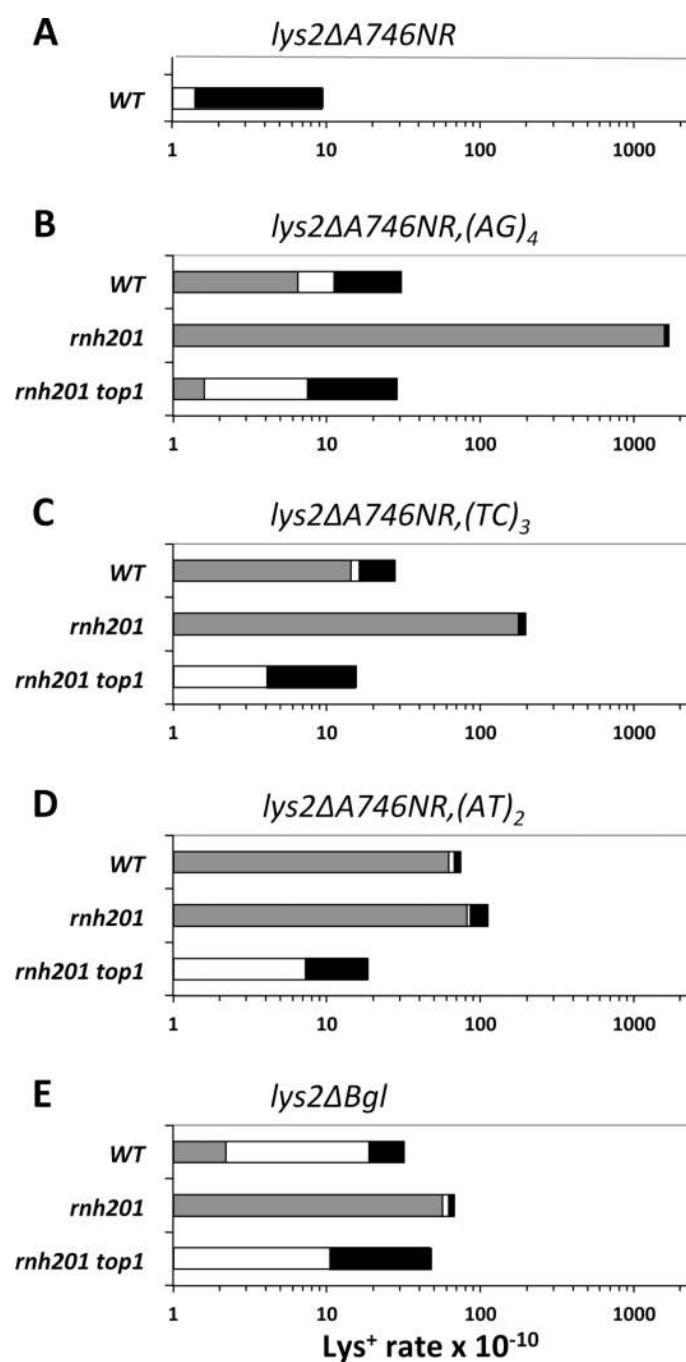 A
lys2ΔA746NR
WT
1 10 100 1000
B
lys2ΔA746NR,(AG)4
WT
rnh201
rnh201 top1
1 10 100 1000
C
lys2ΔA746NR,(TC)3
WT
rnh201
rnh201 top1
1 10 100 1000
D
lys2ΔA746NR,(AT)2
WT
rnh201
rnh201 top1
1 10 100 1000
E
lys2ΔBgl
WT
rnh201
rnh201 top1
1 10 100 1000
Lys+ rate x 10-10